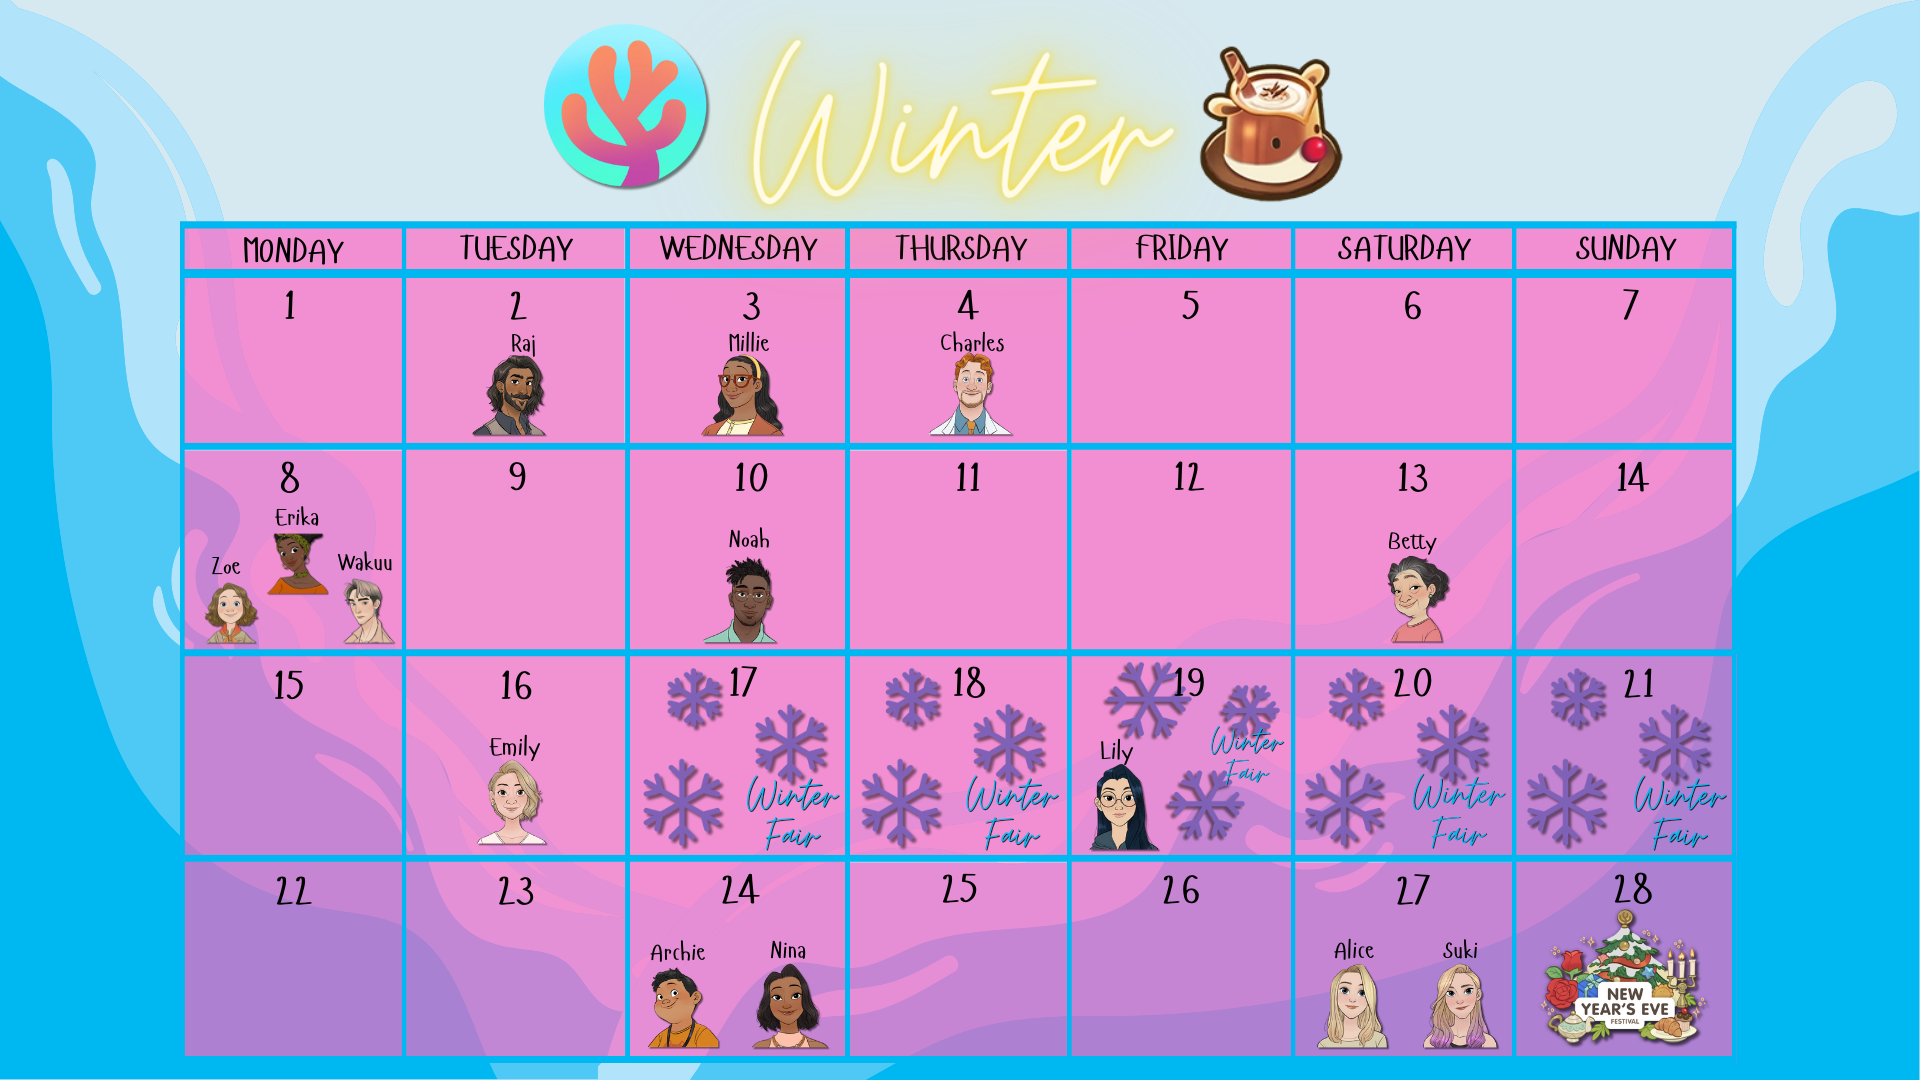 Winter
MONDAY TUESDAY WEDNESDAY THURSDAY FRIDAY SATURDAY SUNDAY
1 2 3 4 5 6 7
Raj Millie Charles
8 9 10 11 12 13 14
Erika
Zoe Wakuu Noah Betty
15 16 17 18 19 20 21
Emily Lily
Winter Winter Winter Winter Winter
Fair Fair Fair Fair Fair
22 23 24 25 26 27 28
Archie Nina Alice Suki
NEW
YEAR'S EVE
FESTIVAL